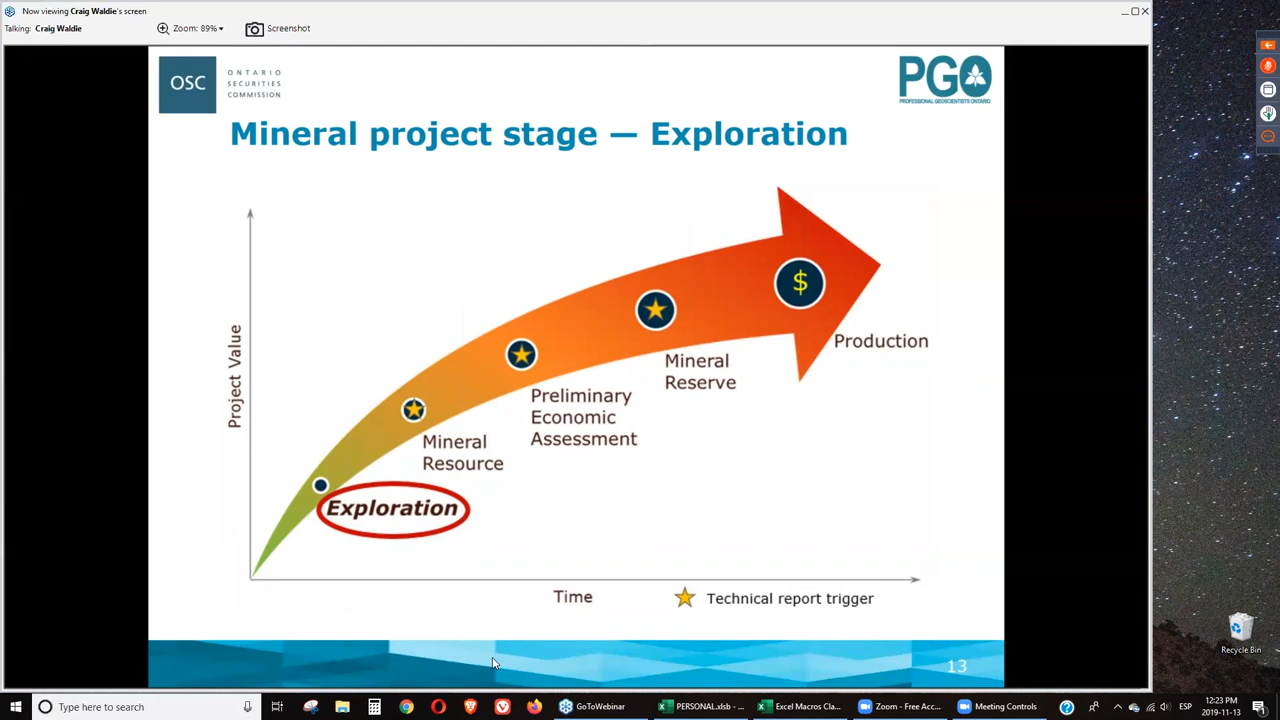 Now viewing Craig Waldie's screen
Talking: Craig Waldie
Zoom: 89%
Screenshot
OSC
ONTARIO
SECURITIES
COMMISSION
PGO
PROFESSIONAL GEOSCIENTISTS ONTARIO
Mineral project stage — Exploration
Project Value
$
Production
Mineral
Reserve
Preliminary
Economic
Assessment
Mineral
Resource
Exploration
Time
Technical report trigger
13
Recycle Bin
Type here to search
GoToWebinar
PERSONAL.xlsb - ...
Excel Macros Cla...
Zoom - Free Acc...
Meeting Controls
ESP
12:23 PM
2019-11-13